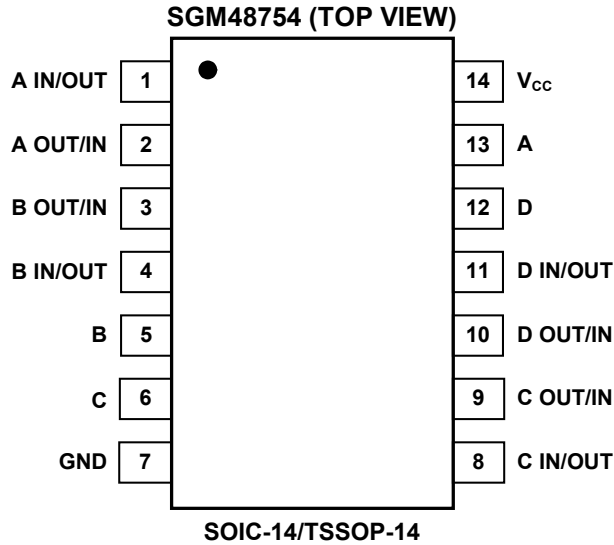 SGM48754 (TOP VIEW)
A IN/OUT 1 14 VCC
A OUT/IN 2 13 A
B OUT/IN 3 12 D
B IN/OUT 4 11 D IN/OUT
B 5 10 D OUT/IN
C 6 9 C OUT/IN
GND 7 8 C IN/OUT
SOIC-14/TSSOP-14